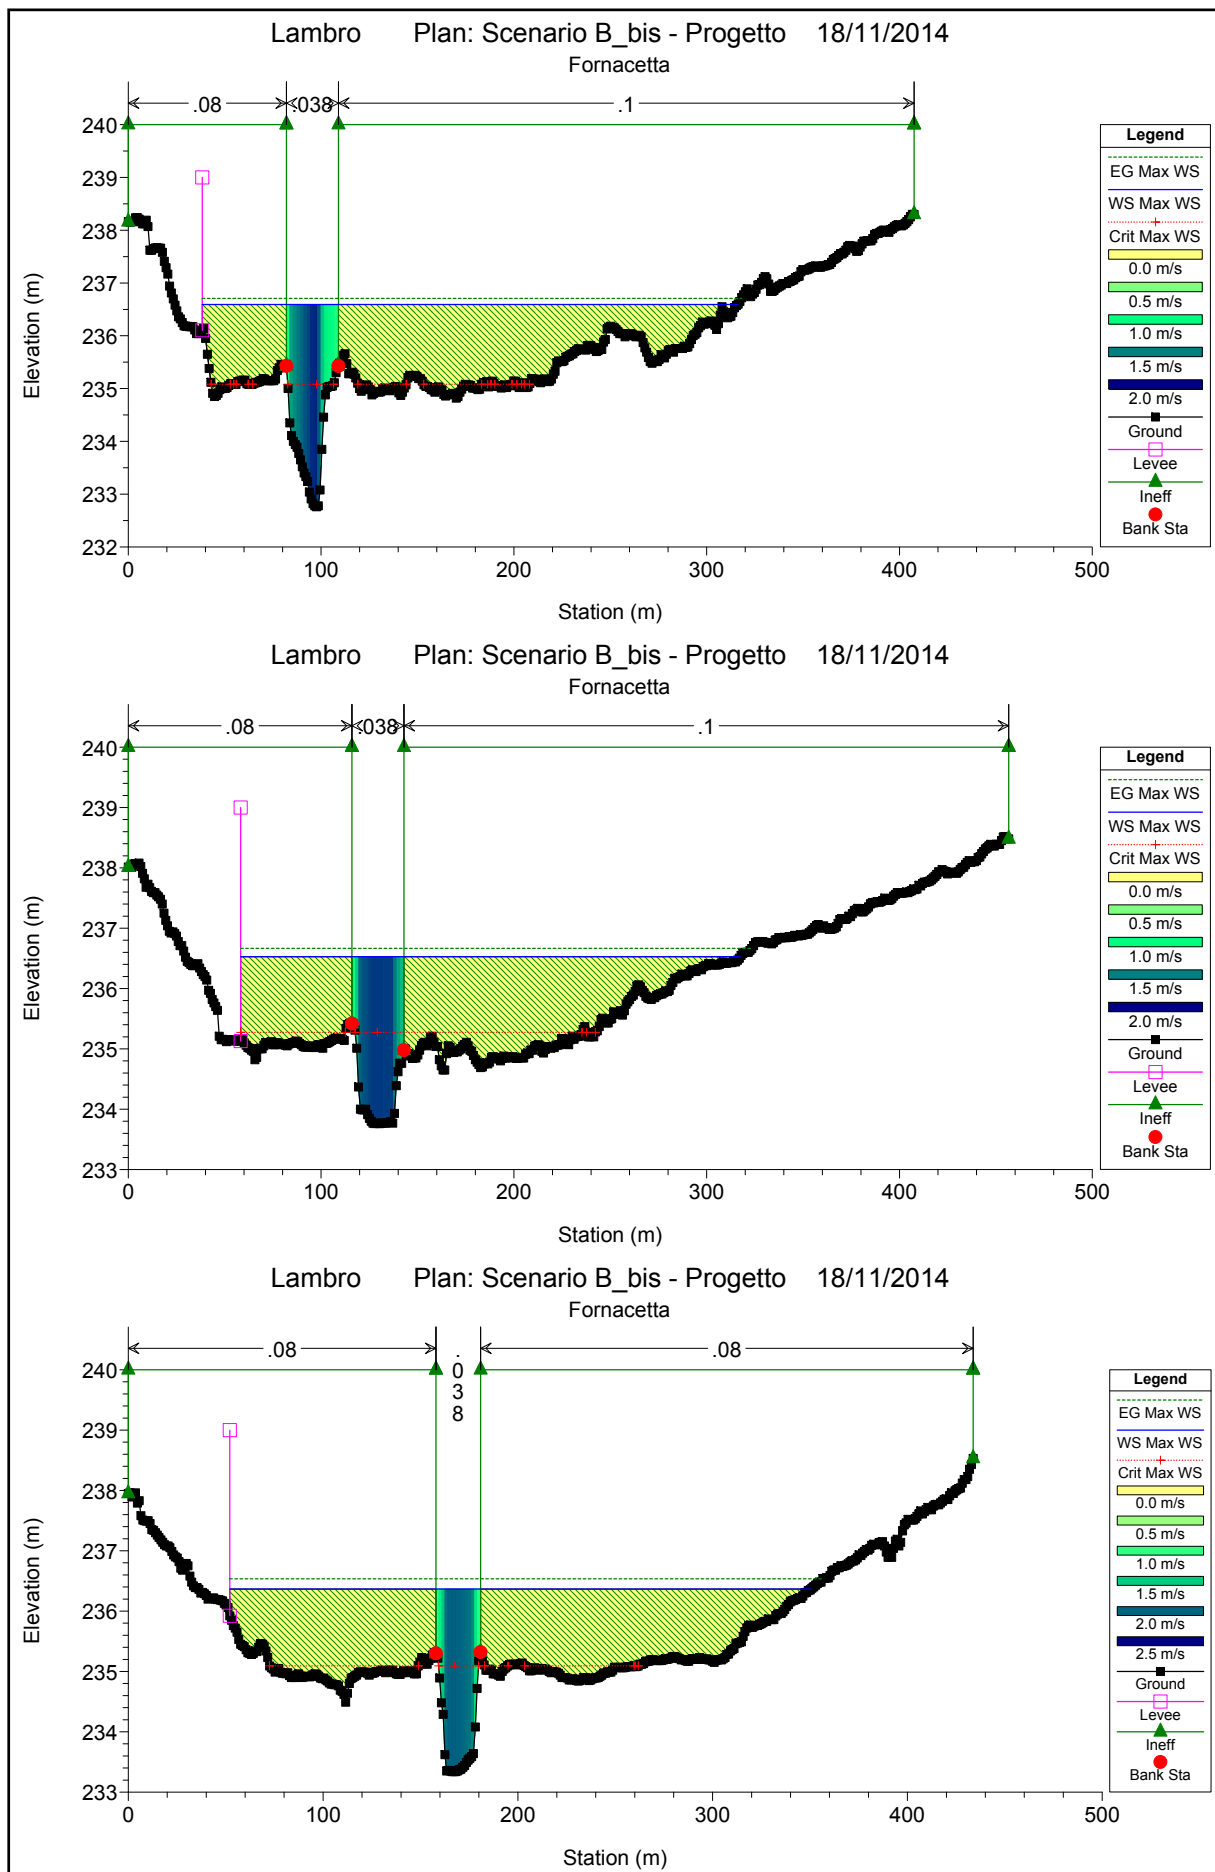 Lambro Plan: Scenario B_bis - Progetto 18/11/2014
Fornacetta
.08 .038 .1
240
239
238
237
236
235
234
233
232
Elevation (m)
0 100 200 300 400 500
Station (m)
Legend
EG Max WS
WS Max WS
Crit Max WS
0.0 m/s
0.5 m/s
1.0 m/s
1.5 m/s
2.0 m/s
Ground
Levee
Ineff
Bank Sta
Lambro Plan: Scenario B_bis - Progetto 18/11/2014
Fornacetta
.08 .038 .1
240
239
238
237
236
235
234
233
Elevation (m)
0 100 200 300 400 500
Station (m)
Legend
EG Max WS
WS Max WS
Crit Max WS
0.0 m/s
0.5 m/s
1.0 m/s
1.5 m/s
2.0 m/s
Ground
Levee
Ineff
Bank Sta
Lambro Plan: Scenario B_bis - Progetto 18/11/2014
Fornacetta
.08 .038 .08
240
239
238
237
236
235
234
233
Elevation (m)
0 100 200 300 400 500
Station (m)
Legend
EG Max WS
WS Max WS
Crit Max WS
0.0 m/s
0.5 m/s
1.0 m/s
1.5 m/s
2.0 m/s
2.5 m/s
Ground
Levee
Ineff
Bank Sta